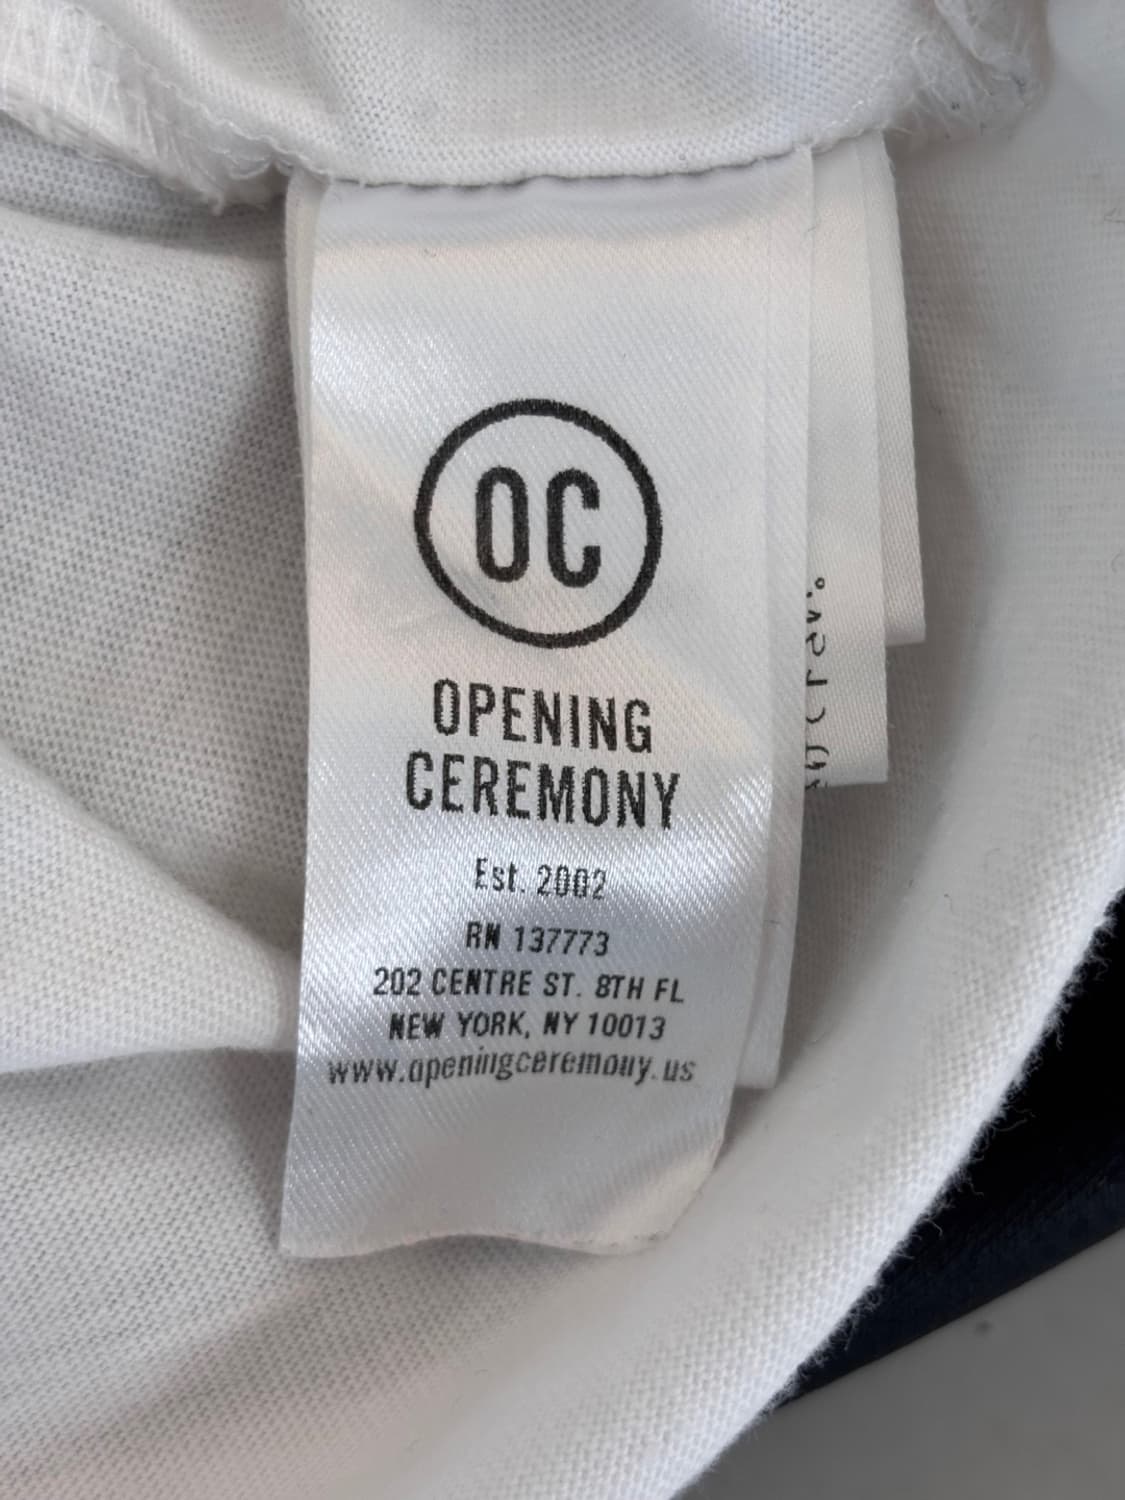 OC
OPENING
CEREMONY
Est. 2002
RN 137773
202 CENTRE ST. 8TH FL
NEW YORK, NY 10013
www.openingceremony.us